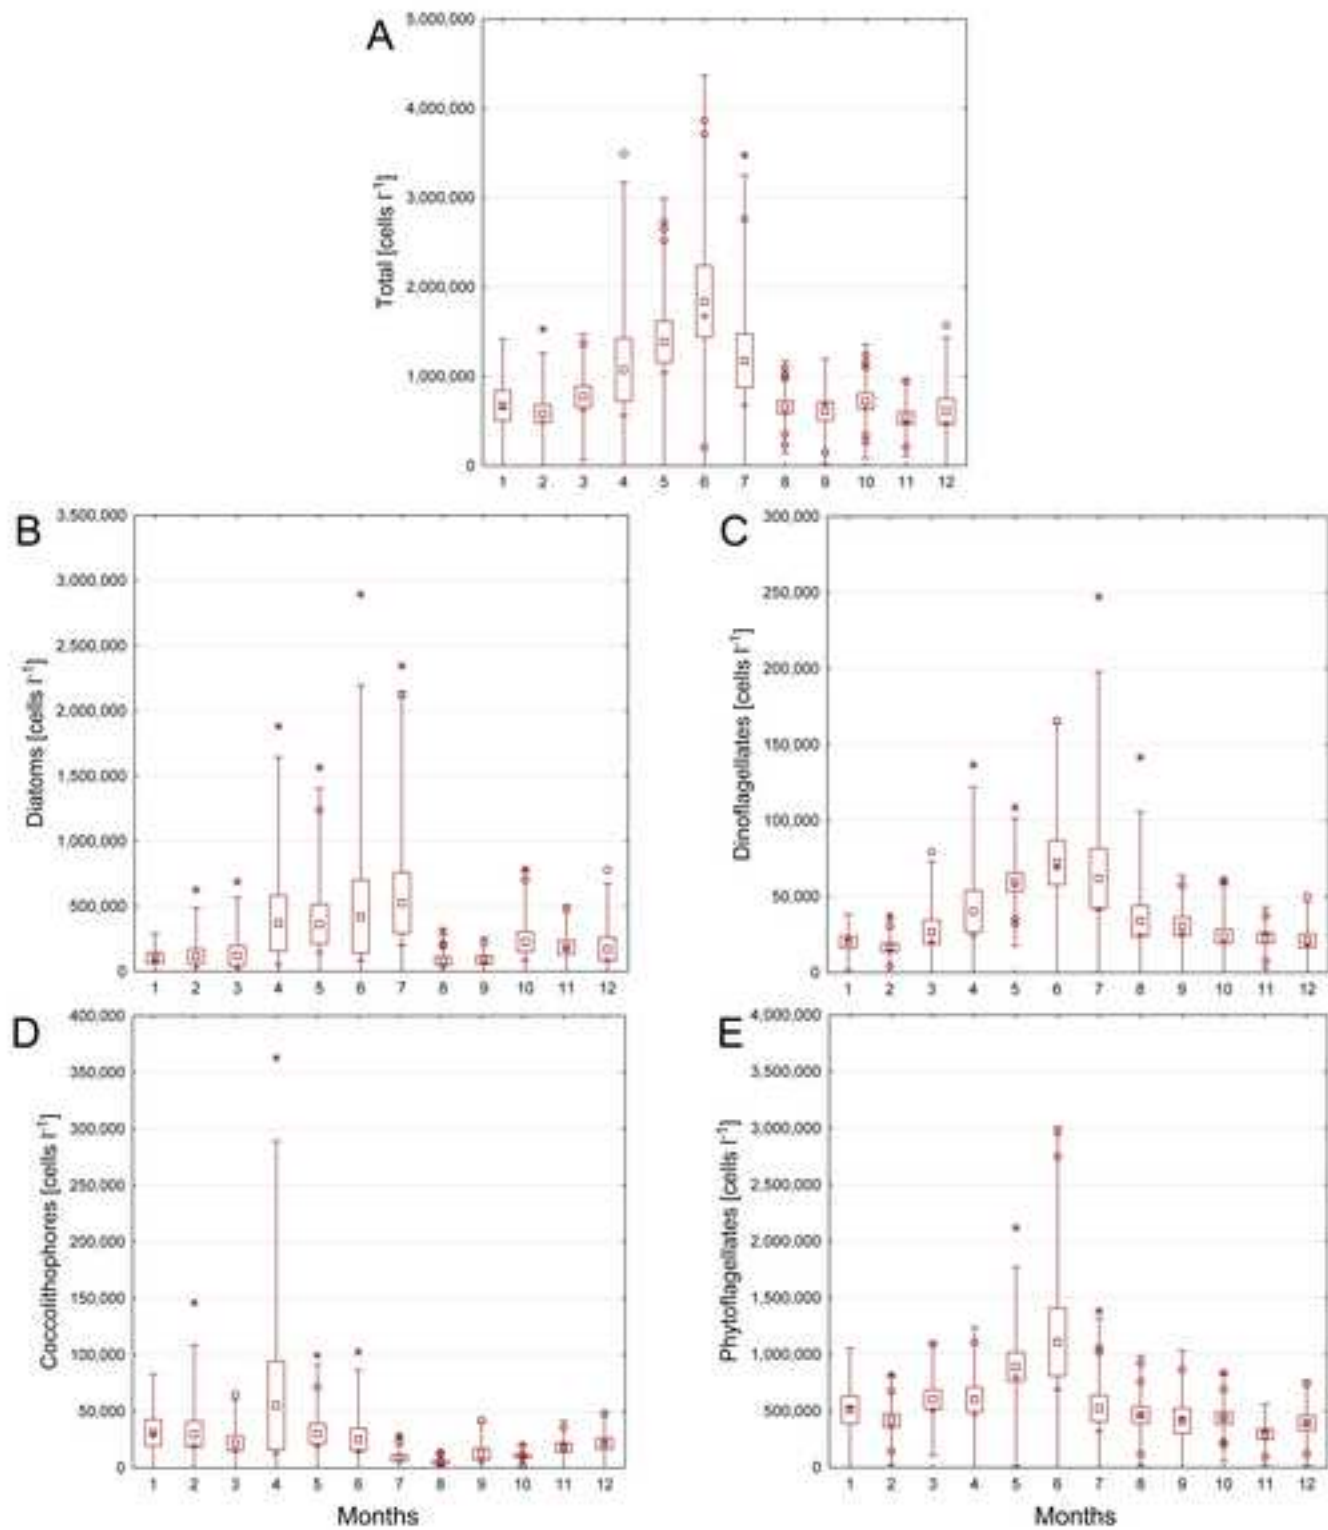 A
Total [cells l⁻¹]
5,000,000
4,000,000
3,000,000
2,000,000
1,000,000
0
1 2 3 4 5 6 7 8 9 10 11 12
B
Diatoms [cells l⁻¹]
3,500,000
3,000,000
2,500,000
2,000,000
1,500,000
1,000,000
500,000
0
1 2 3 4 5 6 7 8 9 10 11 12
C
Dinoflagellates [cells l⁻¹]
300,000
250,000
200,000
150,000
100,000
50,000
0
1 2 3 4 5 6 7 8 9 10 11 12
D
Coccolithophores [cells l⁻¹]
400,000
350,000
300,000
250,000
200,000
150,000
100,000
50,000
0
1 2 3 4 5 6 7 8 9 10 11 12
Months
E
Phytoflagellates [cells l⁻¹]
4,000,000
3,500,000
3,000,000
2,500,000
2,000,000
1,500,000
1,000,000
500,000
0
1 2 3 4 5 6 7 8 9 10 11 12
Months